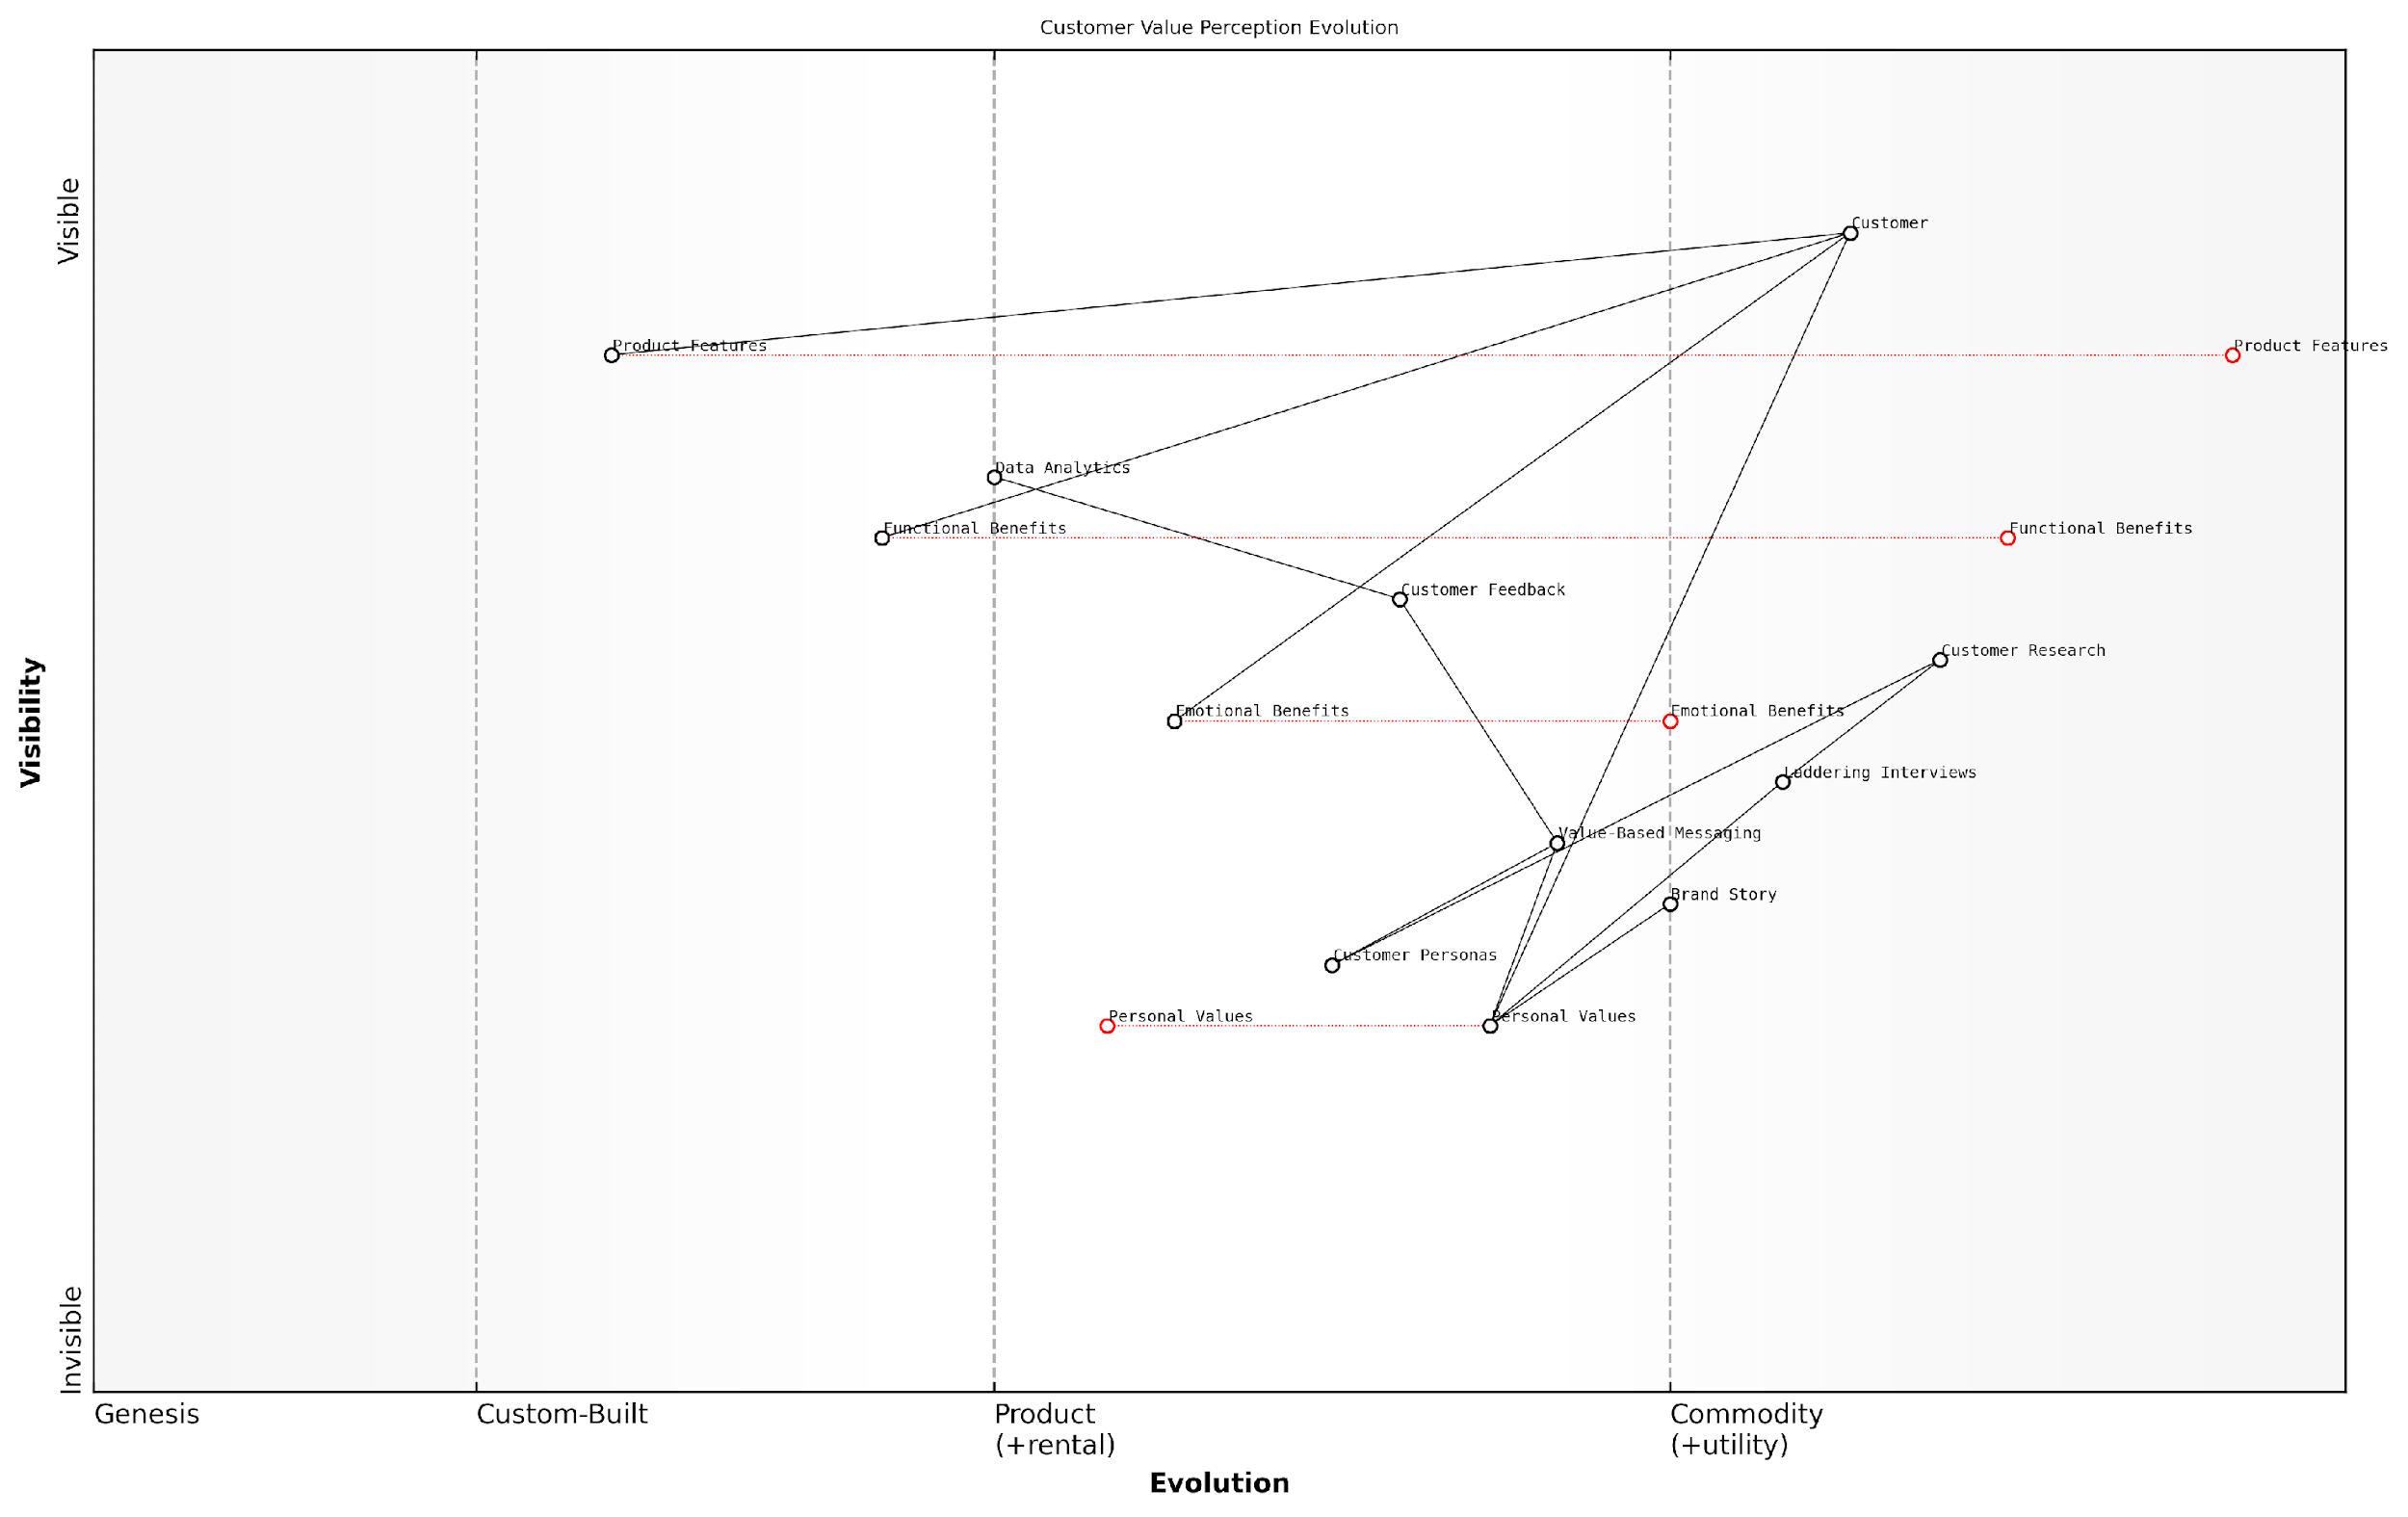 Customer Value Perception Evolution
Visible
Customer
Product Features
Product Features
Data Analytics
Functional Benefits
Functional Benefits
Customer Feedback
Customer Research
Visibility
Emotional Benefits
Emotional Benefits
Laddering Interviews
Value-Based Messaging
Brand Story
Customer Personas
Personal Values
Personal Values
Invisible
Genesis
Custom-Built
Product
(+rental)
Commodity
(+utility)
Evolution